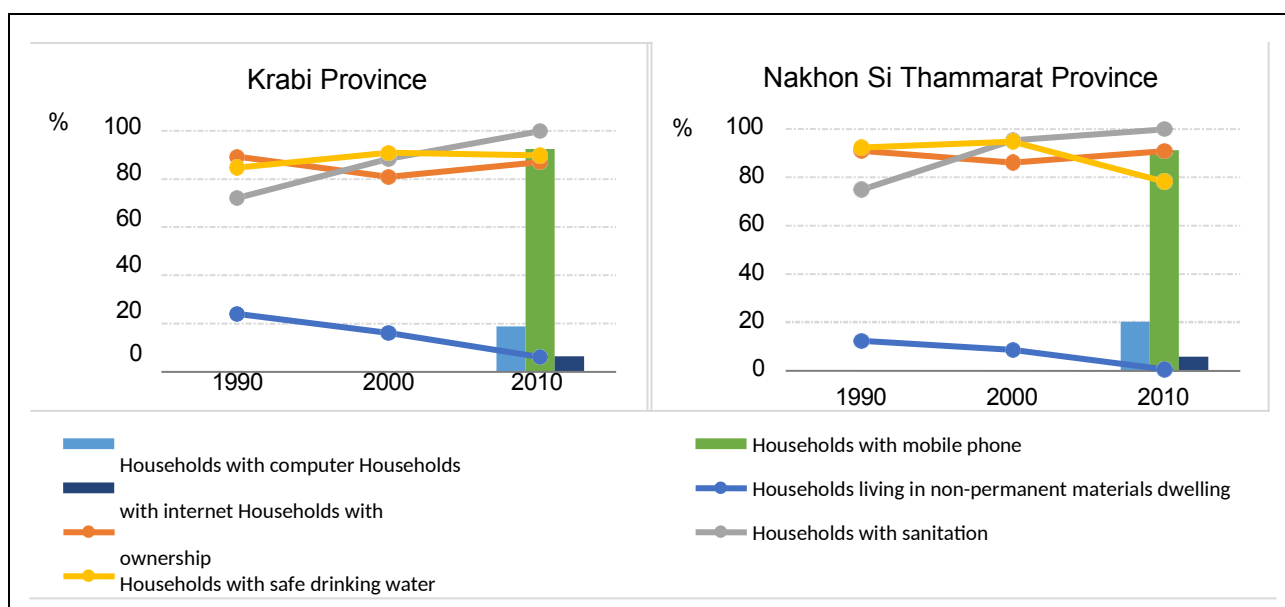 Krabi Province
%
100
80
60
40
20
0
1990 2000 2010
Nakhon Si Thammarat Province
%
100
80
60
40
20
0
1990 2000 2010
Households with computer Households
with internet Households with
ownership
Households with safe drinking water
Households with mobile phone
Households living in non-permanent materials dwelling
Households with sanitation